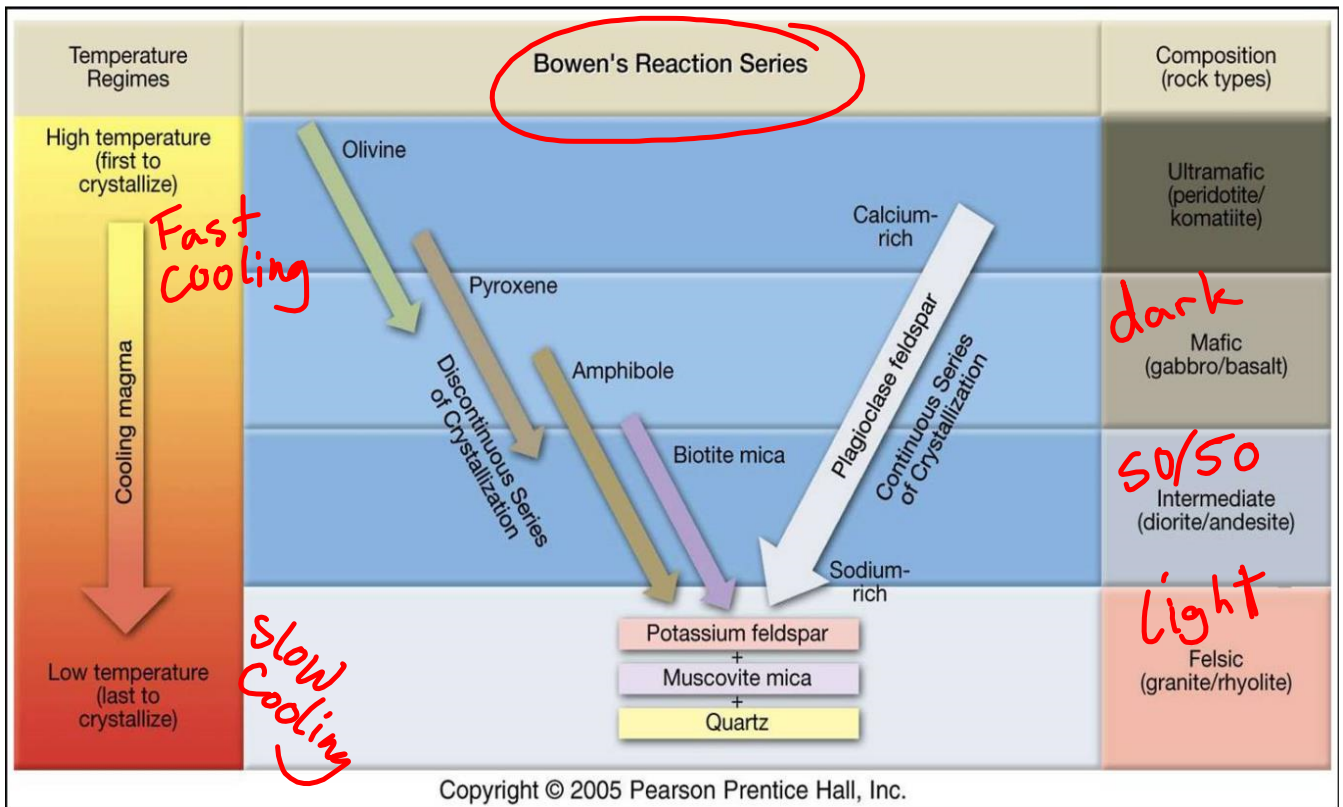 Temperature
Regimes
Bowen's Reaction Series
Composition
(rock types)
High temperature
(first to
crystallize)
Fast
cooling
Cooling magma
Low temperature
(last to
crystallize)
slow
cooling
Olivine
Pyroxene
Amphibole
Biotite mica
Discontinuous Series
of Crystallization
Calcium-
rich
Plagioclase feldspar
Continuous Series
of Crystallization
Sodium-
rich
Potassium feldspar
+
Muscovite mica
+
Quartz
Ultramafic
(peridotite/
komatiite)
dark
Mafic
(gabbro/basalt)
50/50
Intermediate
(diorite/andesite)
Light
Felsic
(granite/rhyolite)
Copyright © 2005 Pearson Prentice Hall, Inc.